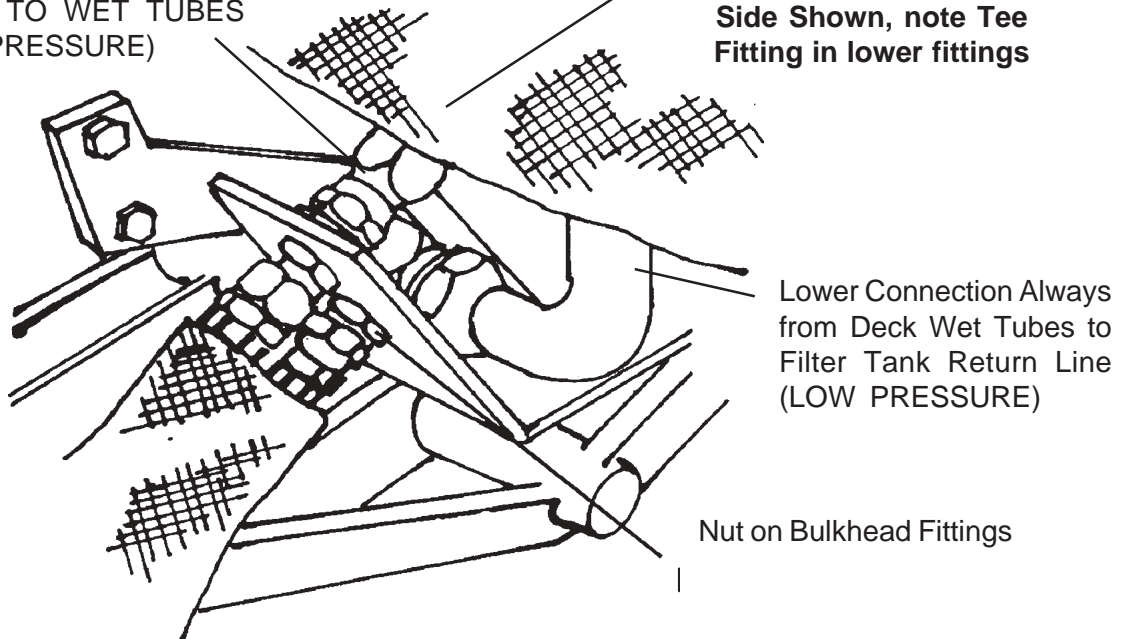 TO WET TUBES
PRESSURE)
Side Shown, note Tee
Fitting in lower fittings
Lower Connection Always
from Deck Wet Tubes to
Filter Tank Return Line
(LOW PRESSURE)
Nut on Bulkhead Fittings